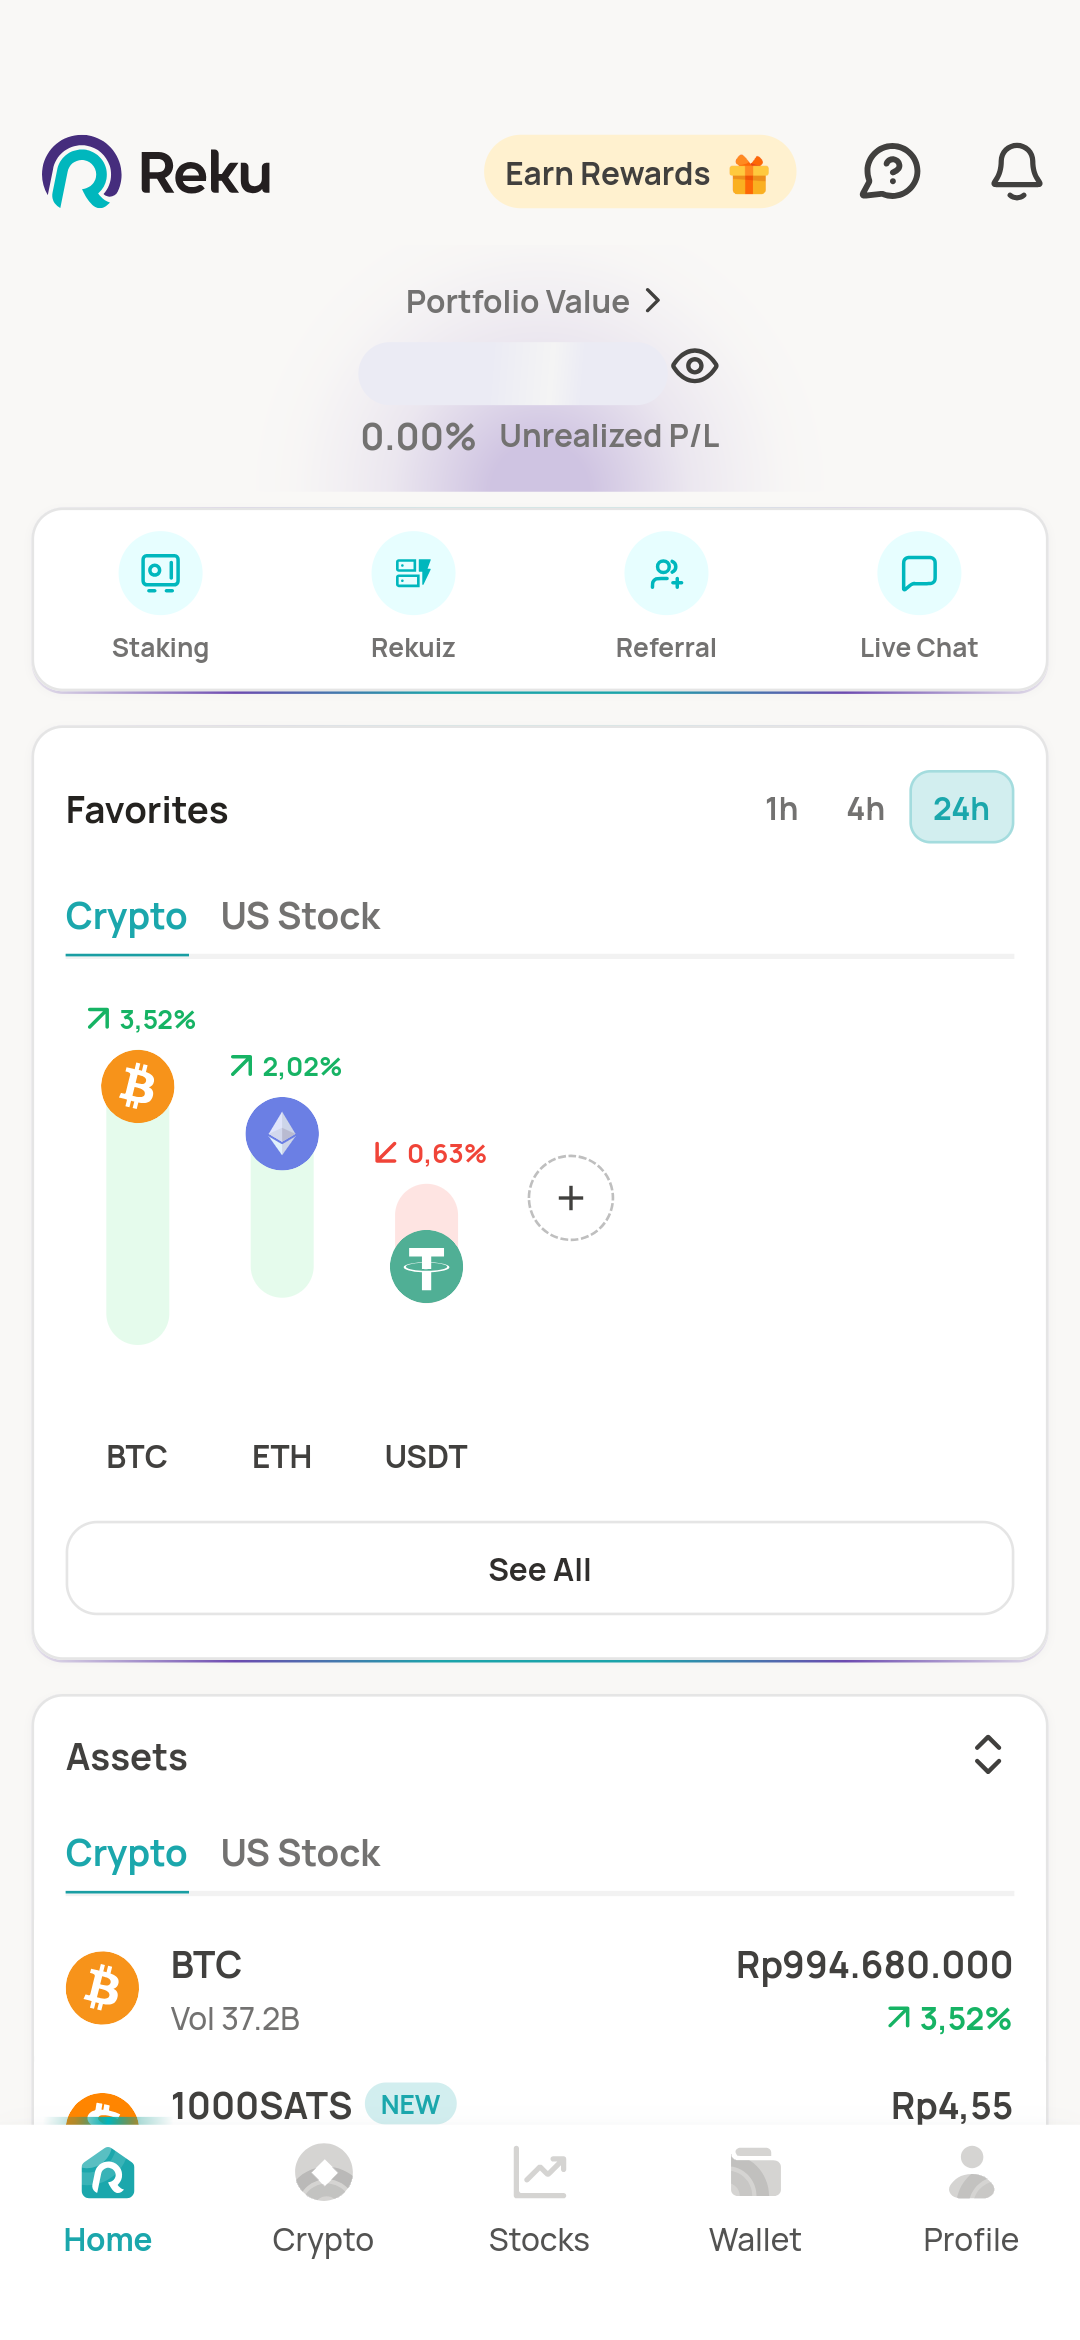 Reku
Earn Rewards
Portfolio Value
0.00% Unrealized P/L
Staking
Rekuiz
Referral
Live Chat
Favorites
1h
4h
24h
Crypto
US Stock
3,52%
2,02%
0,63%
BTC
ETH
USDT
See All
Assets
Crypto
US Stock
BTC
Rp994.680.000
Vol 37.2B
3,52%
1000SATS
NEW
Rp4,55
Home
Crypto
Stocks
Wallet
Profile